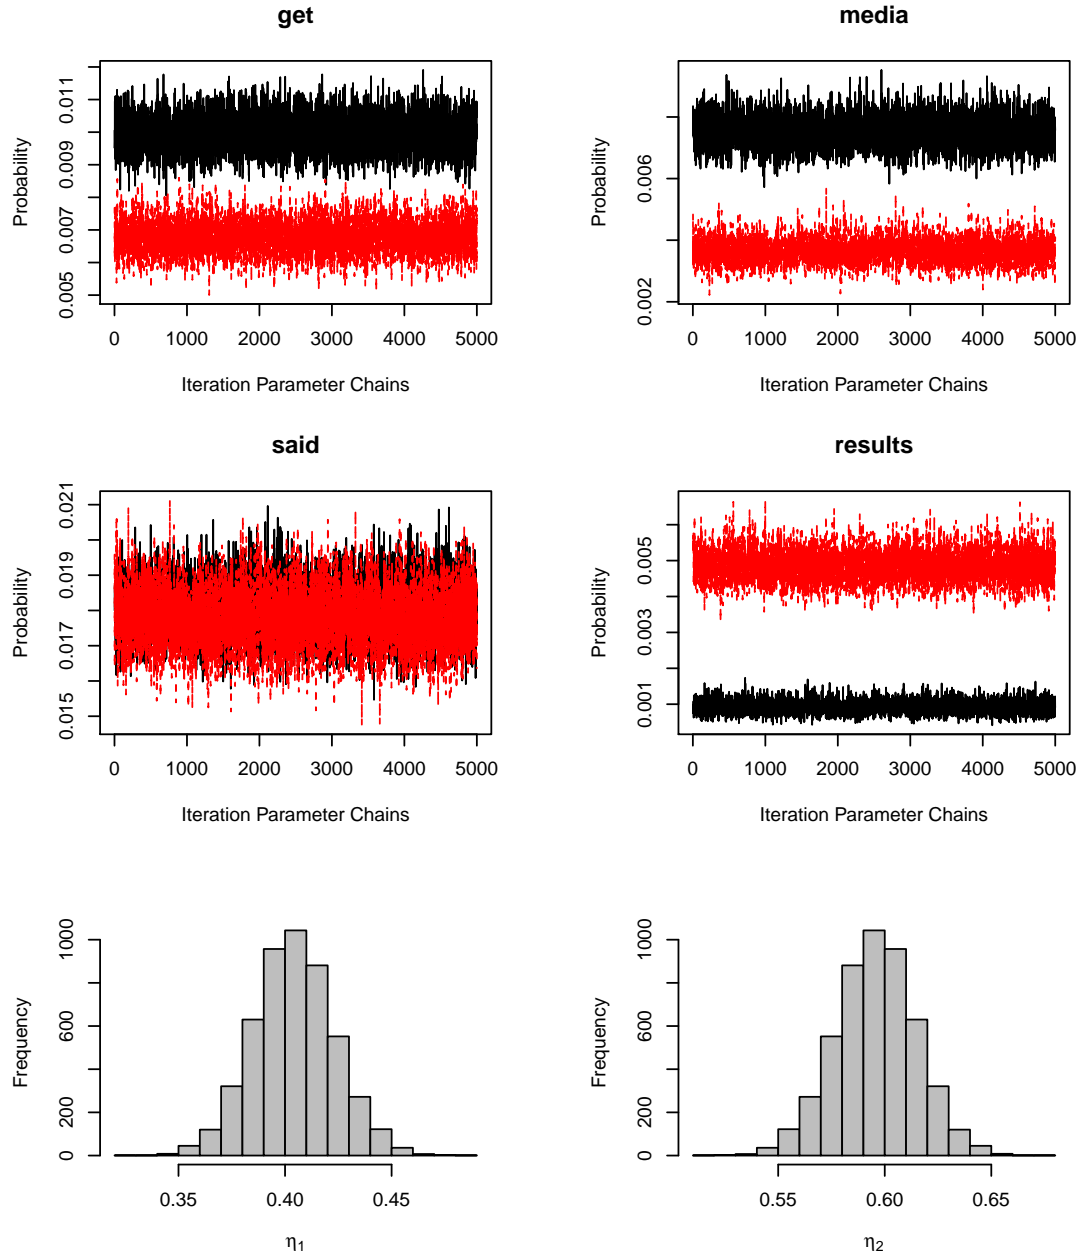 get
media
Probability
0.005 0.007 0.009 0.011
0 1000 2000 3000 4000 5000
Iteration Parameter Chains
Probability
0.002 0.006
0 1000 2000 3000 4000 5000
Iteration Parameter Chains
said
results
Probability
0.015 0.017 0.019 0.021
0 1000 2000 3000 4000 5000
Iteration Parameter Chains
Probability
0.001 0.003 0.005
0 1000 2000 3000 4000 5000
Iteration Parameter Chains
Frequency
0 200 600 1000
0.35 0.40 0.45
η₁
Frequency
0 200 600 1000
0.55 0.60 0.65
η₂